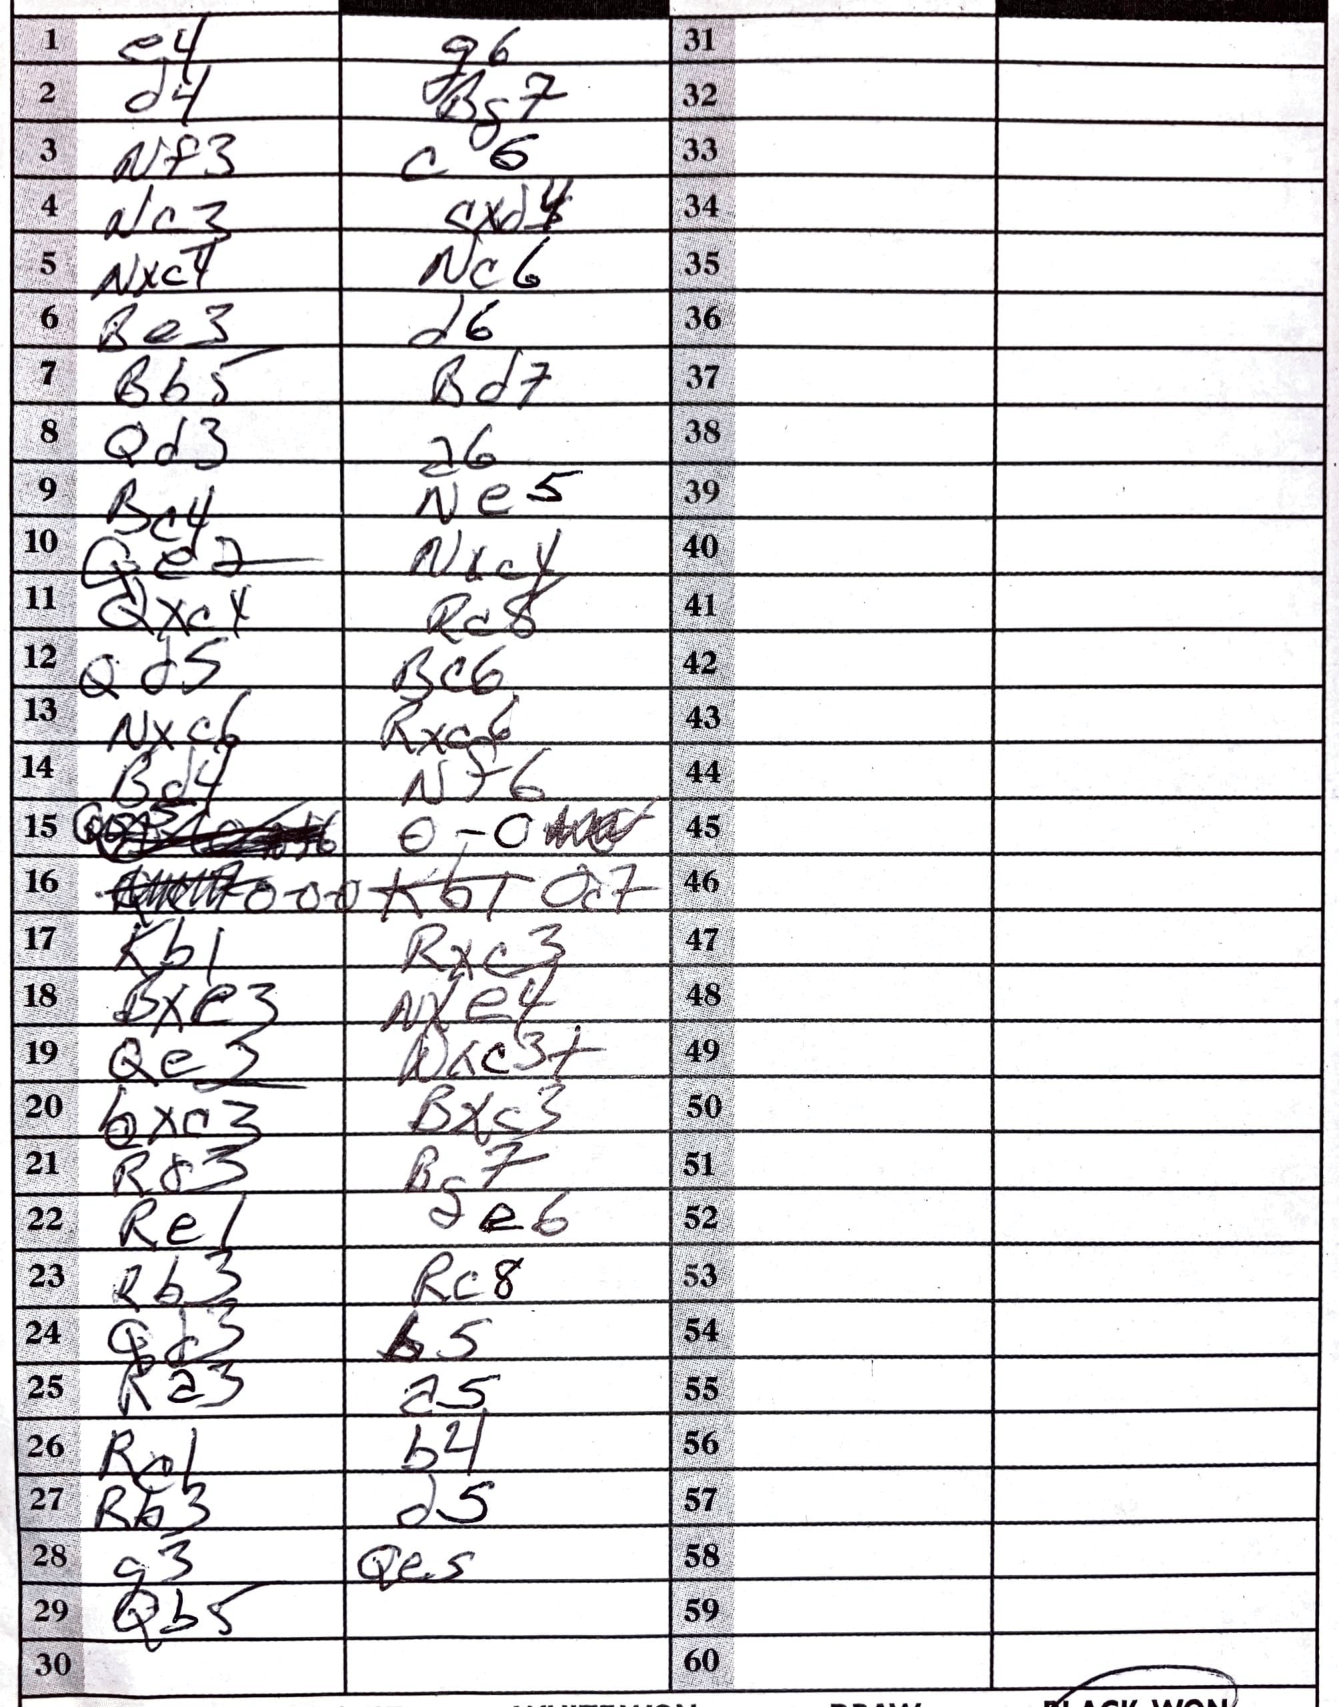 1 e4 g6 31
2 d4 Bg7 32
3 Nf3 c6 33
4 Nc3 cxd4 34
5 Nxc4 Nc6 35
6 Be3 d6 36
7 Bb5 Bd7 37
8 Qd3 a6 38
9 Bc4 Ne5 39
10 Qe2 Nxc4 40
11 Qxc4 Rc8 41
12 Qd5 Bc6 42
13 Nxc6 Rxc6 43
14 Bd4 Nf6 44
15 0-0 45
16 0-0-0 Kb1 Qc7 46
17 Kb1 Rxc3 47
18 Bxe3 Nxe4 48
19 Qe3 Nxc3+ 49
20 bxc3 Bxc3 50
21 Rd3 Bg7 51
22 Re1 e6 52
23 Rb3 Rc8 53
24 Qd3 b5 54
25 Ra3 a5 55
26 Rc1 b4 56
27 Rb3 d5 57
28 g3 Qe5 58
29 Qb5 59
30 60
WHITE WON DRAW BLACK WON